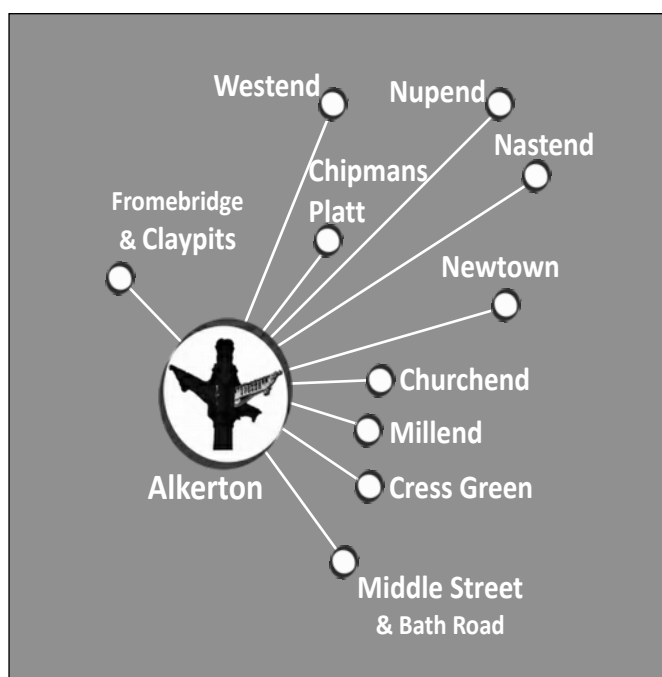 Westend
Nupend
Nastend
Chipmans
Platt
Fromebridge
& Claypits
Newtown
Churchend
Millend
Cress Green
Alkerton
Middle Street
& Bath Road